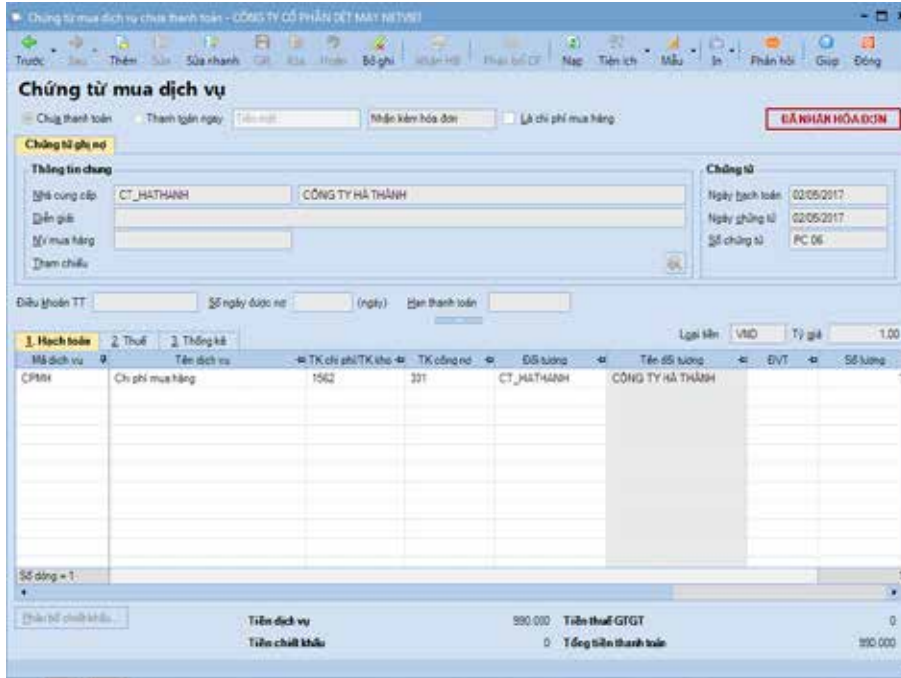 Chứng từ mua dịch vụ chưa thanh toán - CÔNG TY CỔ PHẦN DỆT MAY
Trước Sau Thêm Sửa Sửa nhanh Cất Xóa Hoãn Bỏ ghi Nhận HĐ Phân bổ CP Nạp Tiện ích Mẫu In Phản hồi Giúp Đóng
Chứng từ mua dịch vụ
Chưa thanh toán Thanh toán ngay Tiền mặt Nhận kèm hóa đơn Là chi phí mua hàng ĐÃ NHẬN HÓA ĐƠN
Chứng từ ghi nợ
Thông tin chung Chứng từ
Nhà cung cấp CT_HATHANH CÔNG TY HÀ THÀNH Ngày hạch toán 02/05/2017
Diễn giải Ngày chứng từ 02/05/2017
NV mua hàng Số chứng từ PC 06
Tham chiếu
Điều khoản TT Số ngày được nợ (ngày) Hạn thanh toán
1. Hạch toán 2. Thuế 3. Thống kê Loại tiền VND Tỷ giá 1.00
Mã dịch vụ Tên dịch vụ TK chi phí/TK kho TK công nợ Đối tượng Tên đối tượng ĐVT Số lượng
CPMH Chi phí mua hàng 1562 331 CT_HATHANH CÔNG TY HÀ THÀNH
Số dòng = 1
Phân bổ chiết khấu... Tiền dịch vụ 990.000 Tiền thuế GTGT 0
Tiền chiết khấu 0 Tổng tiền thanh toán 990.000